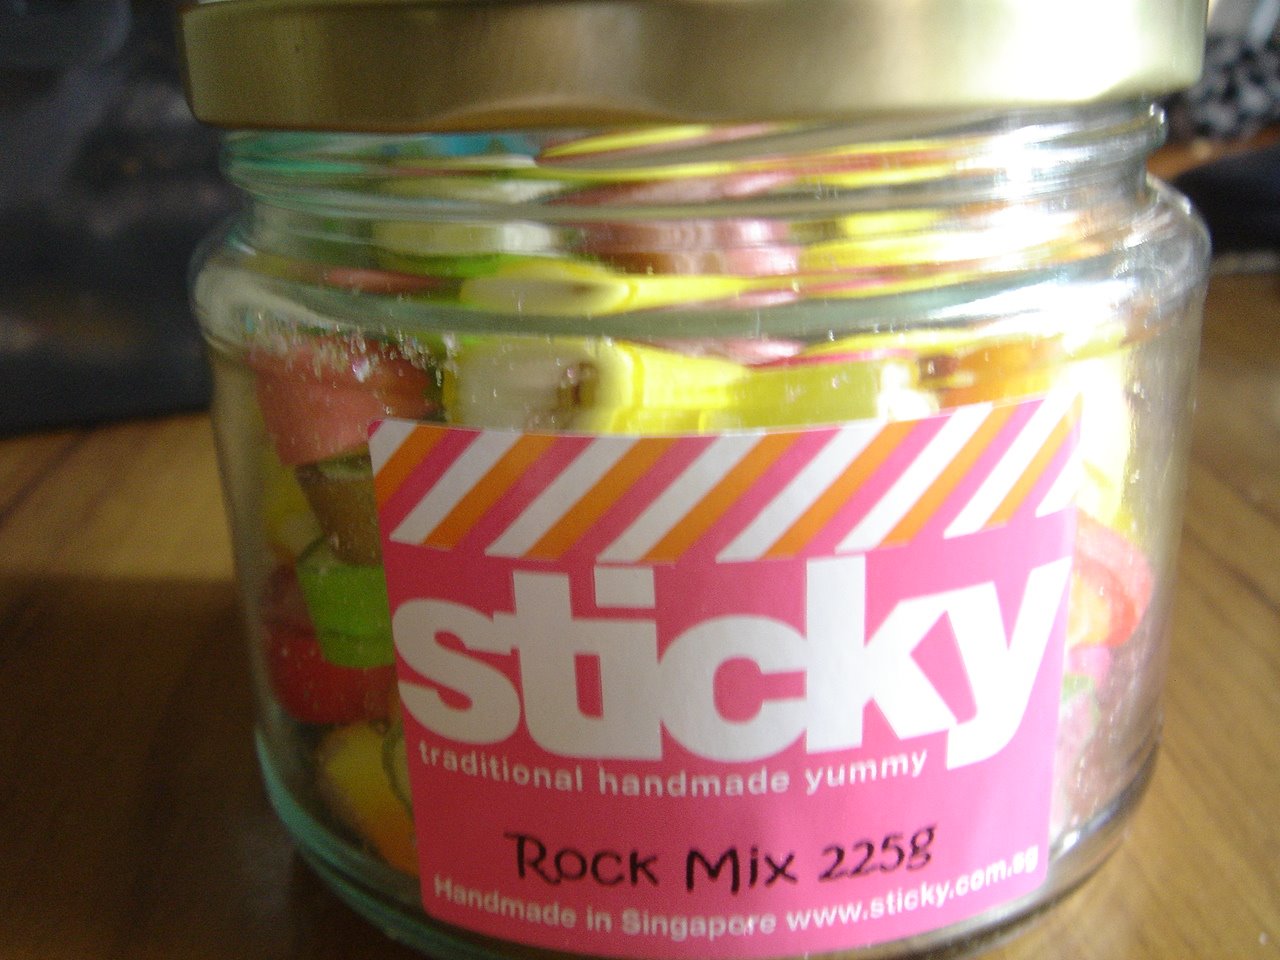 sticky
traditional handmade yummy
Rock Mix 225g
Handmade in Singapore www.sticky.com.sg